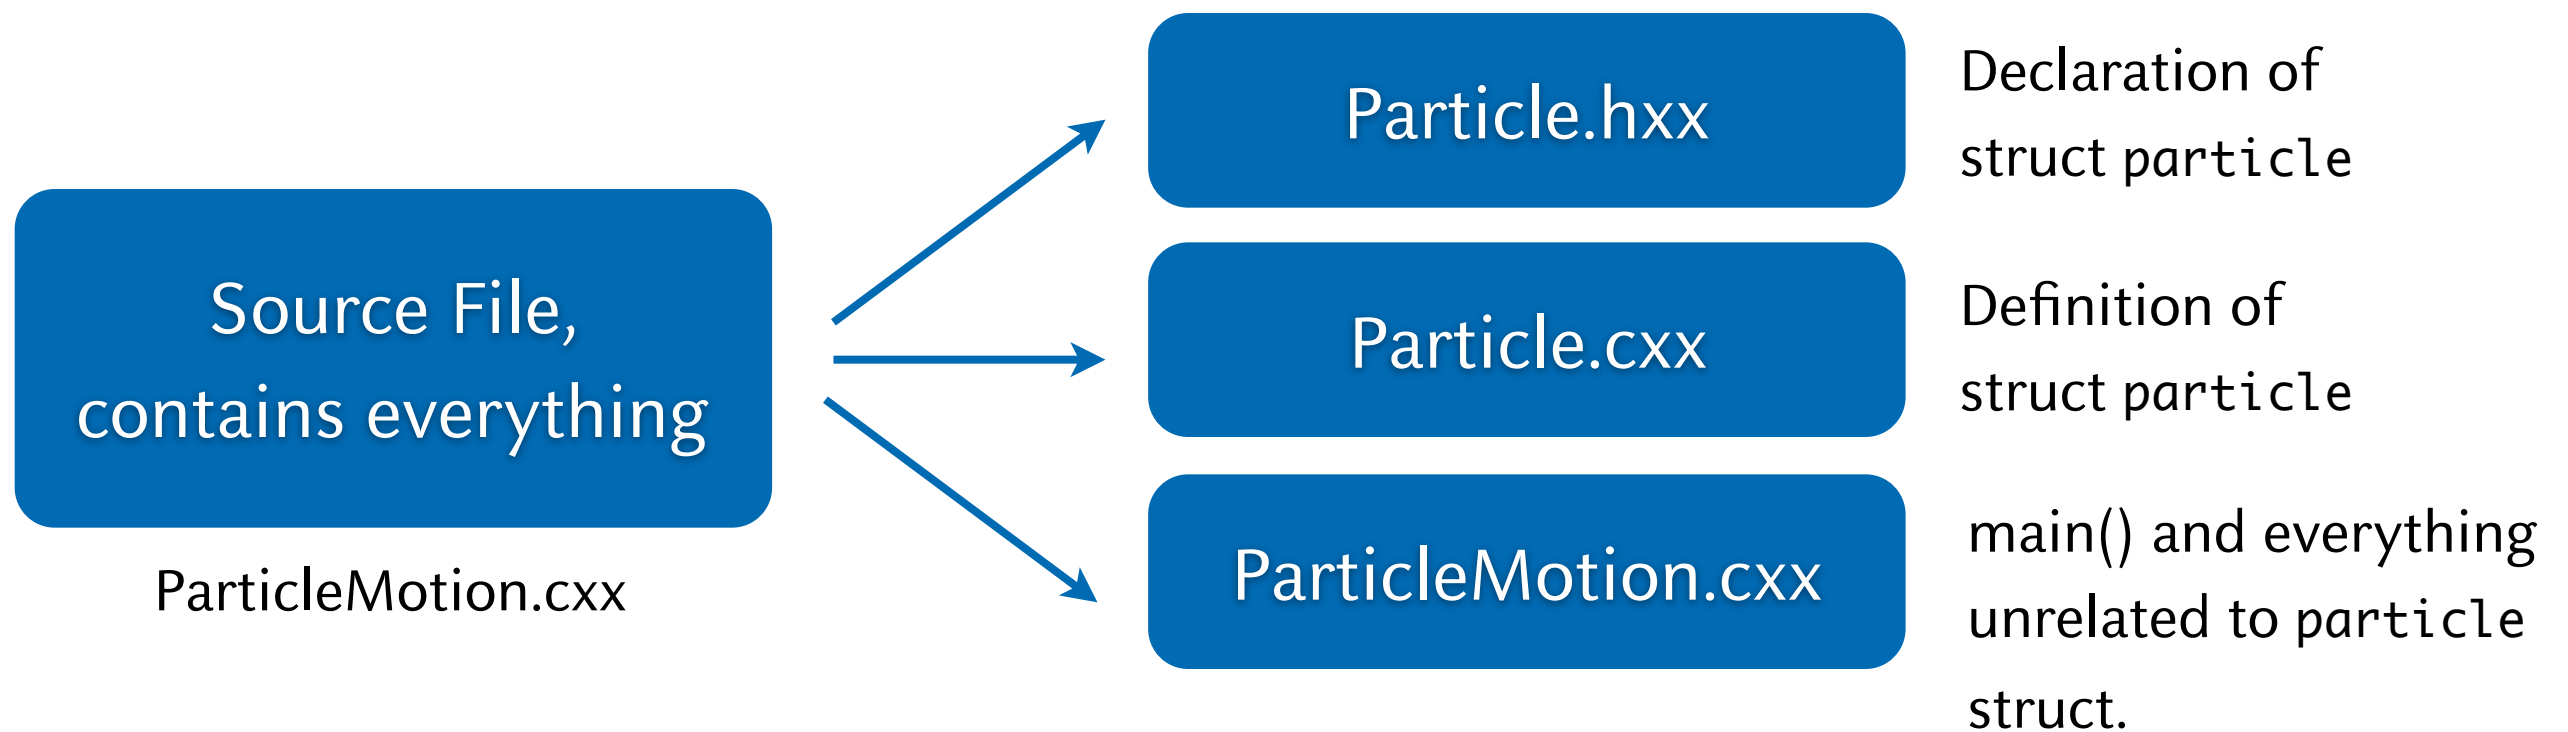 Source File,
contains everything
ParticleMotion.cxx
Particle.hxx
Declaration of
struct particle
Particle.cxx
Definition of
struct particle
ParticleMotion.cxx
main() and everything
unrelated to particle
struct.